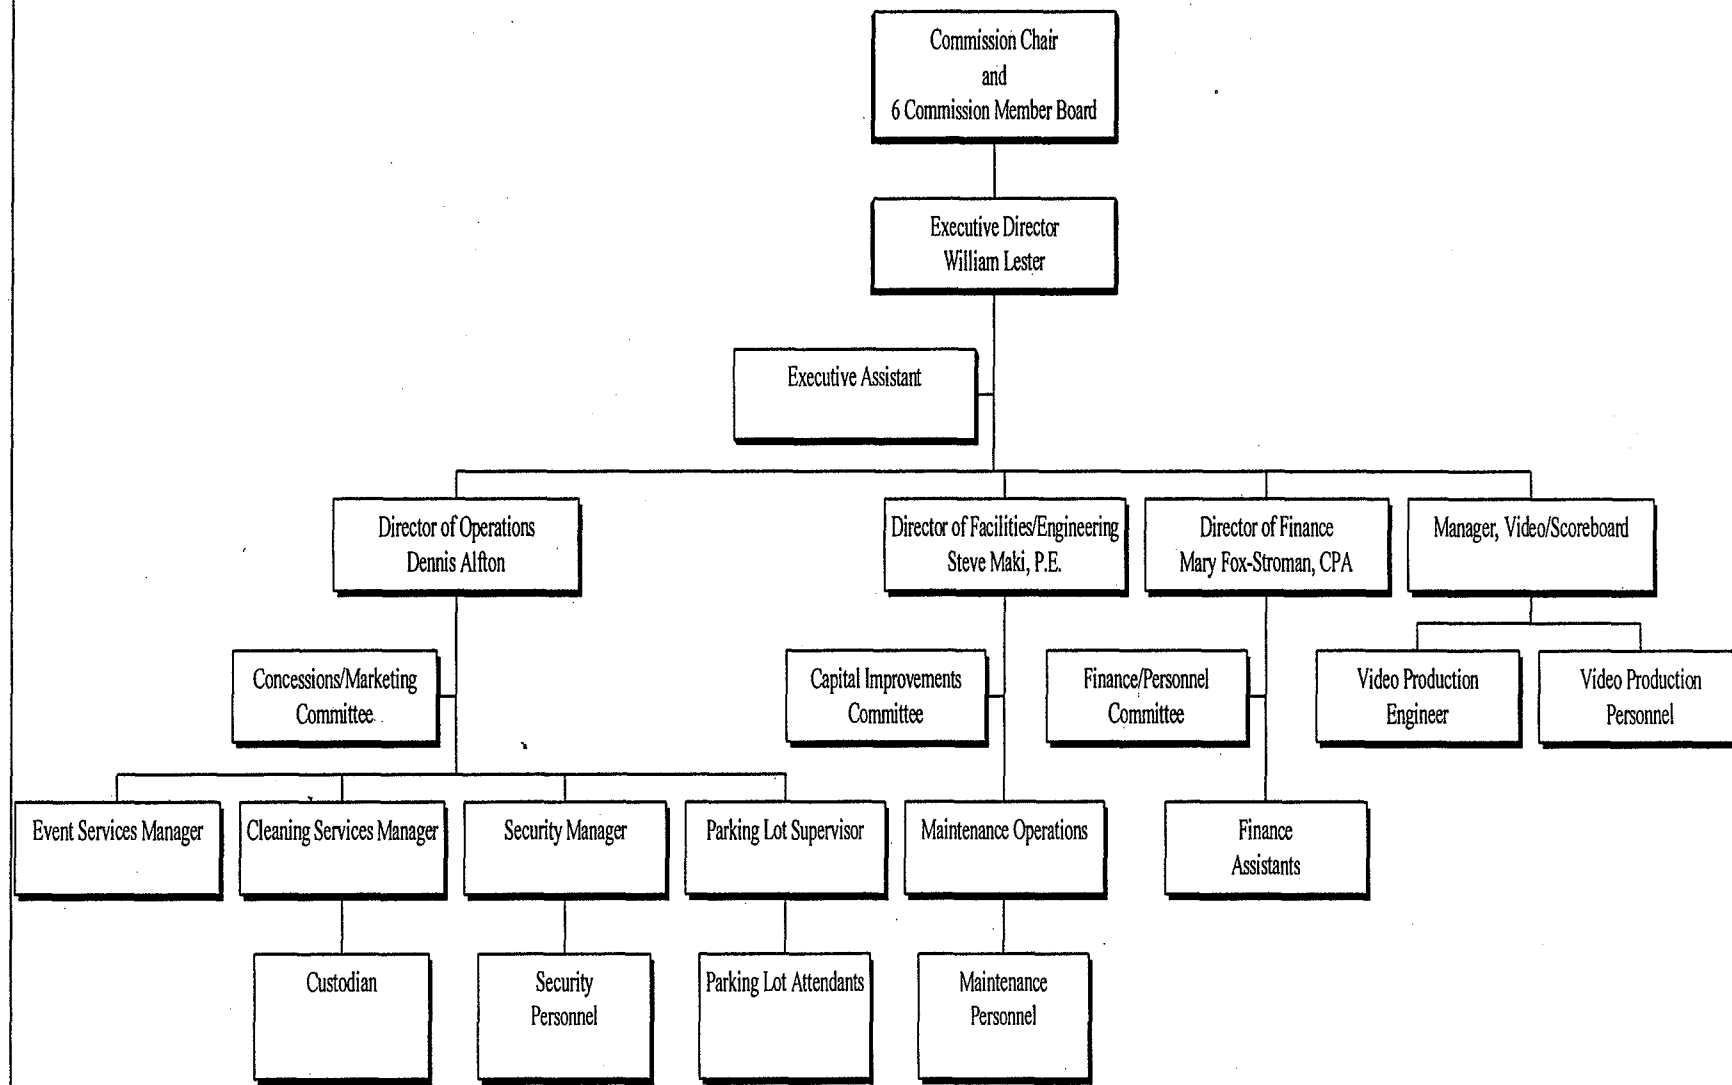 Commission Chair
and
6 Commission Member Board
Executive Director
William Lester
Executive Assistant
Director of Operations
Dennis Alfton
Director of Facilities/Engineering
Steve Maki, P.E.
Director of Finance
Mary Fox-Stroman, CPA
Manager, Video/Scoreboard
Concessions/Marketing
Committee
Capital Improvements
Committee
Finance/Personnel
Committee
Video Production
Engineer
Video Production
Personnel
Event Services Manager
Cleaning Services Manager
Security Manager
Parking Lot Supervisor
Maintenance Operations
Finance
Assistants
Custodian
Security
Personnel
Parking Lot Attendants
Maintenance
Personnel